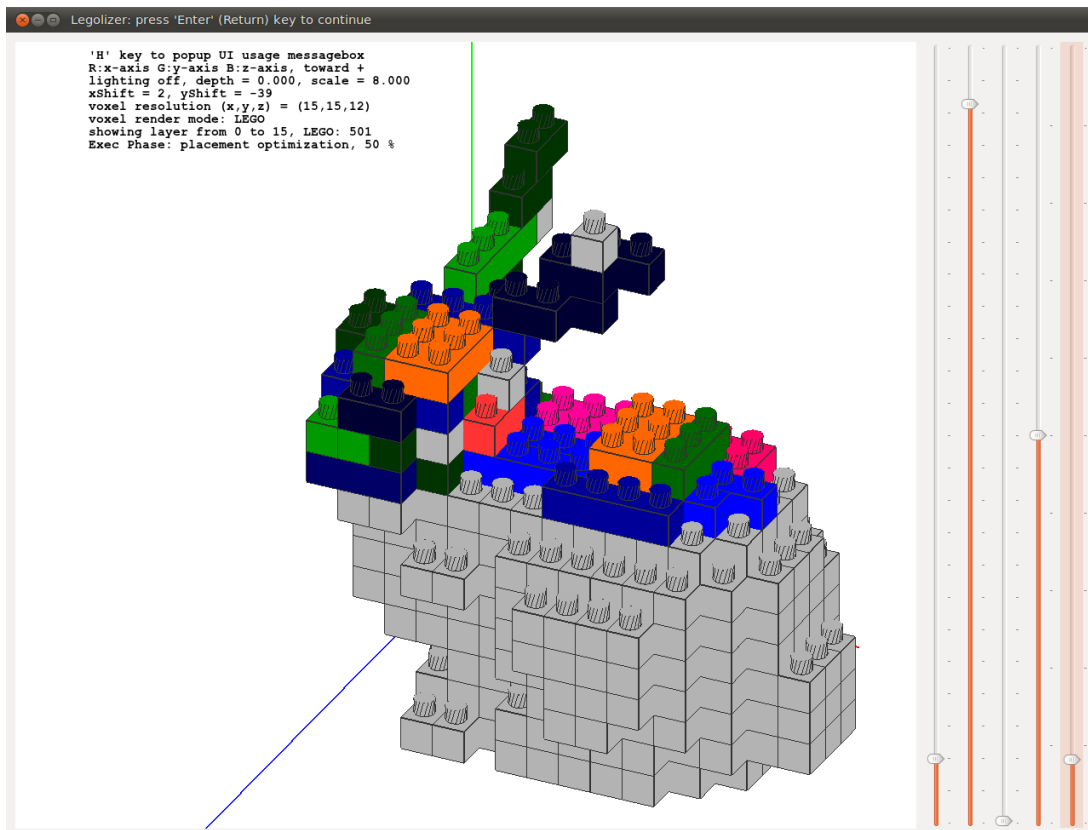 Legolizer: press 'Enter' (Return) key to continue
'H' key to popup UI usage messagebox
R:x-axis G:y-axis B:z-axis, toward +
lighting off, depth = 0.000, scale = 8.000
xShift = 2, yShift = -39
voxel resolution (x,y,z) = (15,15,12)
voxel render mode: LEGO
showing layer from 0 to 15, LEGO: 501
Exec Phase: placement optimization, 50 %